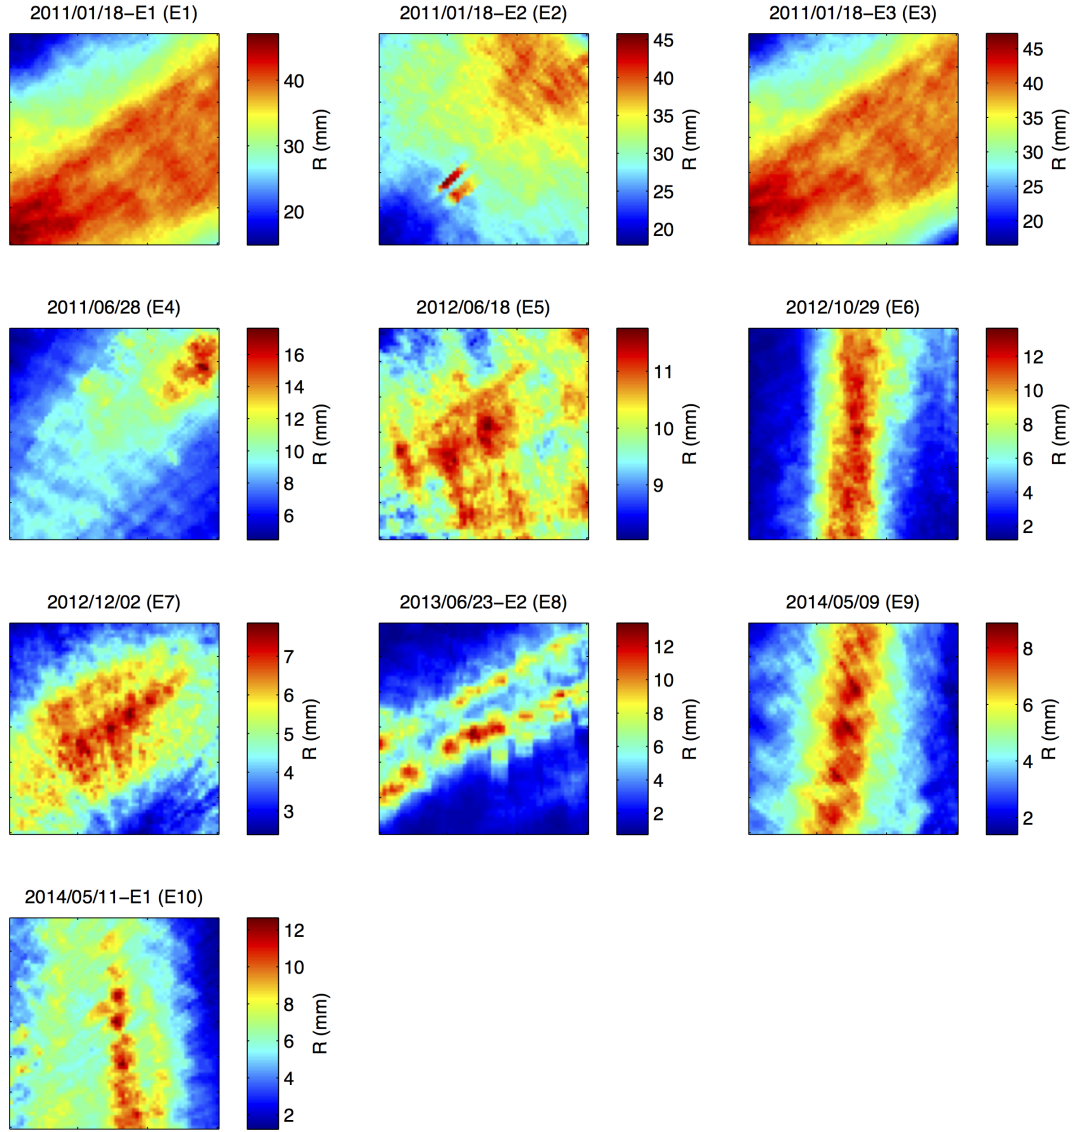 2011/01/18−E1 (E1)
40
30
20
R (mm)
2011/01/18−E2 (E2)
45
40
35
30
25
20
R (mm)
2011/01/18−E3 (E3)
45
40
35
30
25
20
R (mm)
2011/06/28 (E4)
16
14
12
10
8
6
R (mm)
2012/06/18 (E5)
11
10
9
R (mm)
2012/10/29 (E6)
12
10
8
6
4
2
R (mm)
2012/12/02 (E7)
7
6
5
4
3
R (mm)
2013/06/23−E2 (E8)
12
10
8
6
4
2
R (mm)
2014/05/09 (E9)
8
6
4
2
R (mm)
2014/05/11−E1 (E10)
12
10
8
6
4
2
R (mm)